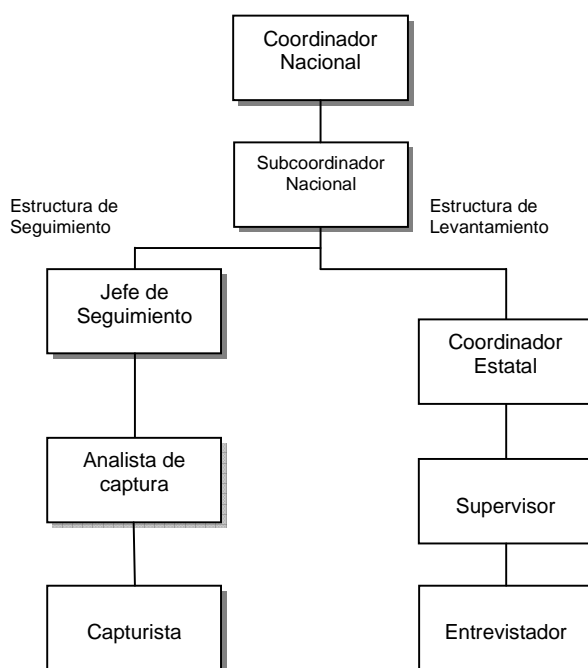 Coordinador
Nacional
Subcoordinador
Nacional
Estructura de
Seguimiento
Estructura de
Levantamiento
Jefe de
Seguimiento
Coordinador
Estatal
Analista de
captura
Supervisor
Capturista
Entrevistador